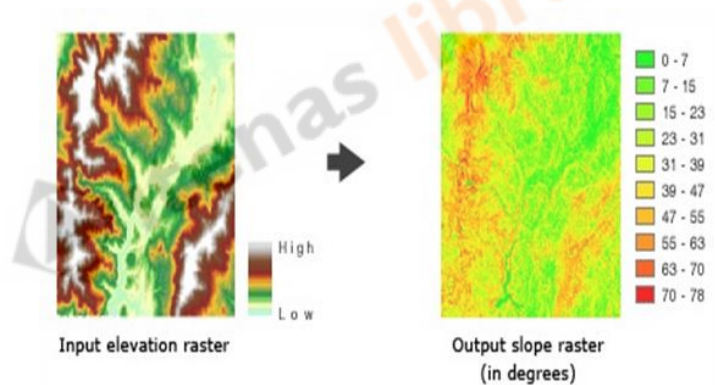 High
Low
Input elevation raster
0 - 7
7 - 15
15 - 23
23 - 31
31 - 39
39 - 47
47 - 55
55 - 63
63 - 70
70 - 78
Output slope raster
(in degrees)